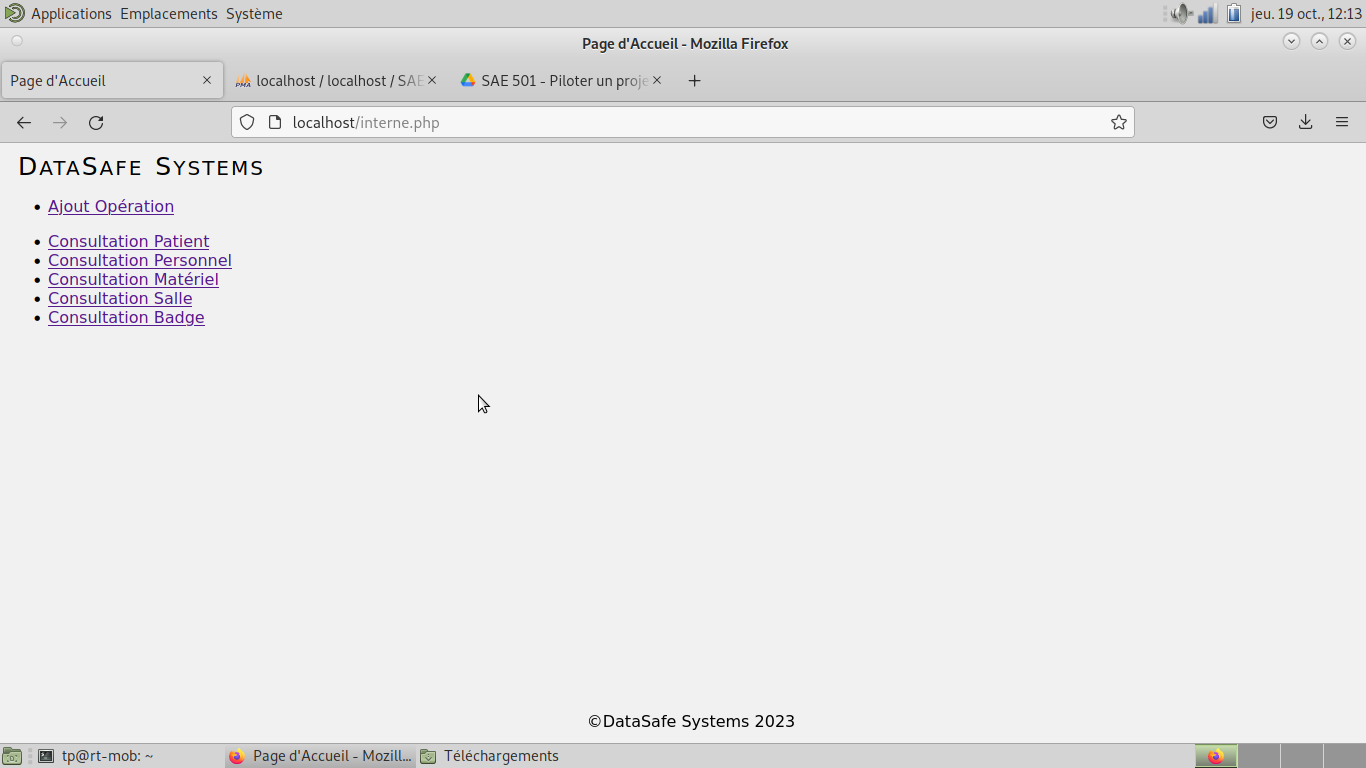 Applications Emplacements Système jeu. 19 oct., 12:13
Page d'Accueil - Mozilla Firefox
Page d'Accueil localhost / localhost / SAE SAE 501 - Piloter un proje
localhost/interne.php
DataSafe Systems
Ajout Opération
Consultation Patient
Consultation Personnel
Consultation Matériel
Consultation Salle
Consultation Badge
©DataSafe Systems 2023
tp@rt-mob: ~ Page d'Accueil - Mozill... Téléchargements